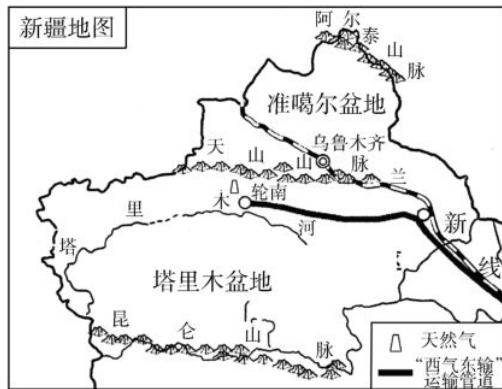 新疆地图
阿尔泰山脉
准噶尔盆地
乌鲁木齐
天山山脉
兰新线
轮南
塔里木河
塔里木盆地
昆仑山脉
天然气
“西气东输”
运输管道